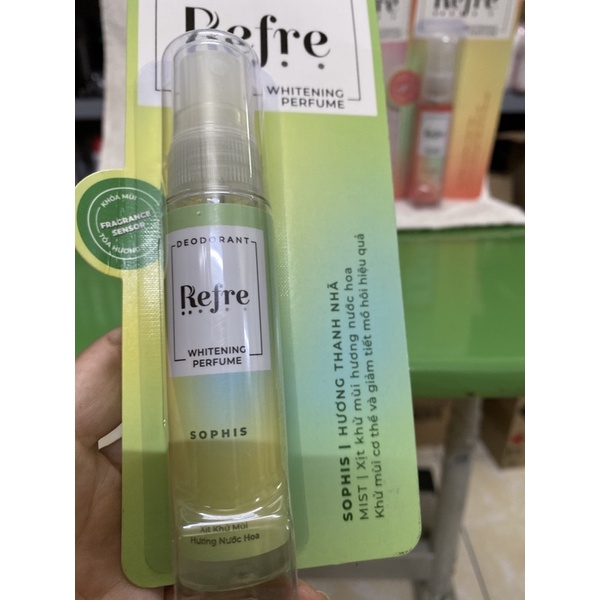 Refre
WHITENING
PERFUME
KHÓA MÙI
FRAGRANCE
SENSOR
TỎA HƯƠNG
DEODORANT
Refre
WHITENING
PERFUME
SOPHIS
Xịt Khử Mùi
Hương Nước Hoa
SOPHIS | HƯƠNG THANH NHÃ
MIST | Xịt khử mùi hương nước hoa
Khử mùi cơ thể và giảm tiết mồ hôi hiệu quả
Refre
Refre